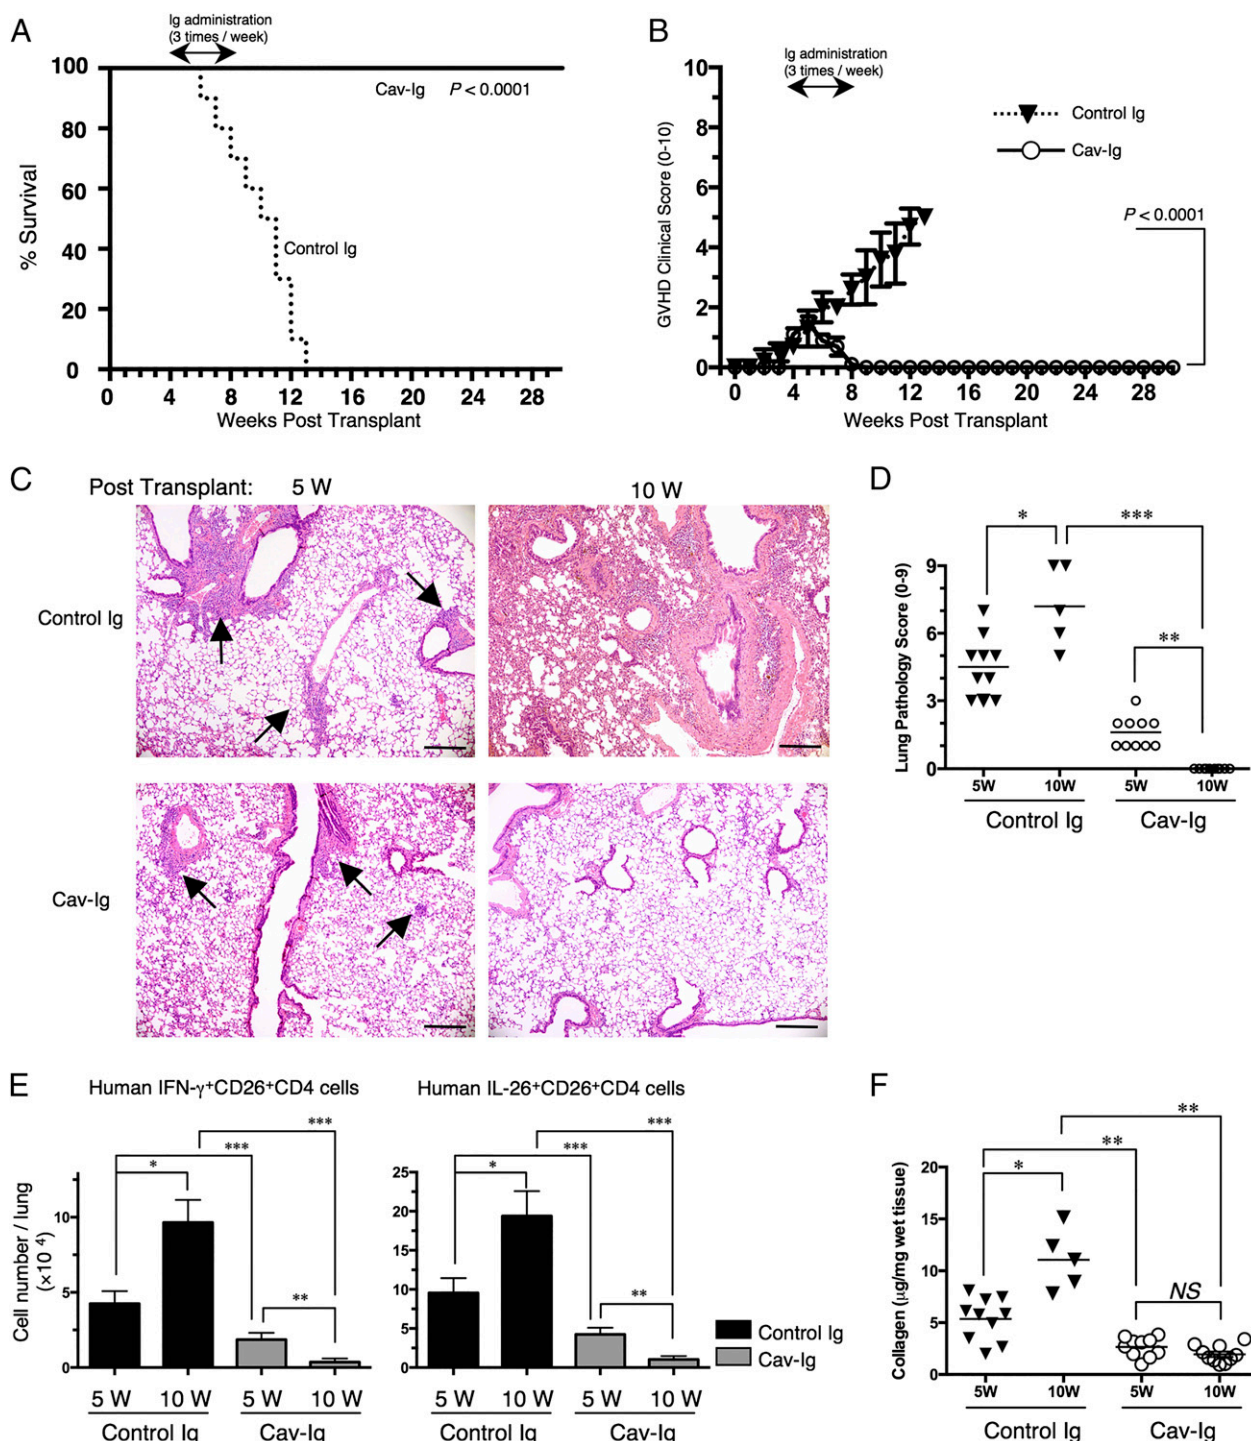 A
Ig administration
(3 times / week)
100
80
60
40
20
0
% Survival
Cav-Ig P < 0.0001
Control Ig
0 4 8 12 16 20 24 28
Weeks Post Transplant
B
Ig administration
(3 times / week)
10
8
6
4
2
0
GVHD Clinical Score (0-10)
Control Ig
Cav-Ig
P < 0.0001
0 4 8 12 16 20 24 28
Weeks Post Transplant
C
Post Transplant: 5 W 10 W
Control Ig
Cav-Ig
D
* ***
**
9
6
3
0
Lung Pathology Score (0-9)
5W 10W 5W 10W
Control Ig Cav-Ig
E
Human IFN-γ+CD26+CD4 cells
***
***
*
**
10
5
0
Cell number / lung
(×10 4)
5 W 10 W 5 W 10 W
Control Ig Cav-Ig
Human IL-26+CD26+CD4 cells
***
***
*
**
25
20
15
10
5
0
5 W 10 W 5 W 10 W
Control Ig Cav-Ig
Control Ig
Cav-Ig
F
**
**
*
NS
20
15
10
5
0
Collagen (μg/mg wet tissue)
5W 10W 5W 10W
Control Ig Cav-Ig